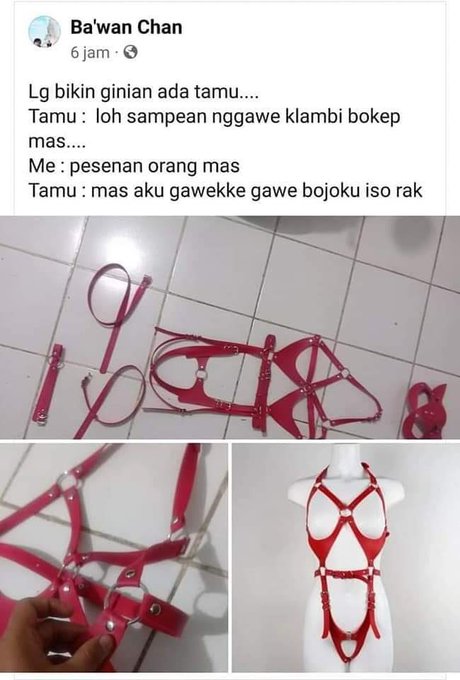 Ba'wan Chan
6 jam ·
Lg bikin ginian ada tamu....
Tamu :  loh sampean nggawe klambi bokep
mas....
Me : pesenan orang mas
Tamu : mas aku gawekke gawe bojoku iso rak